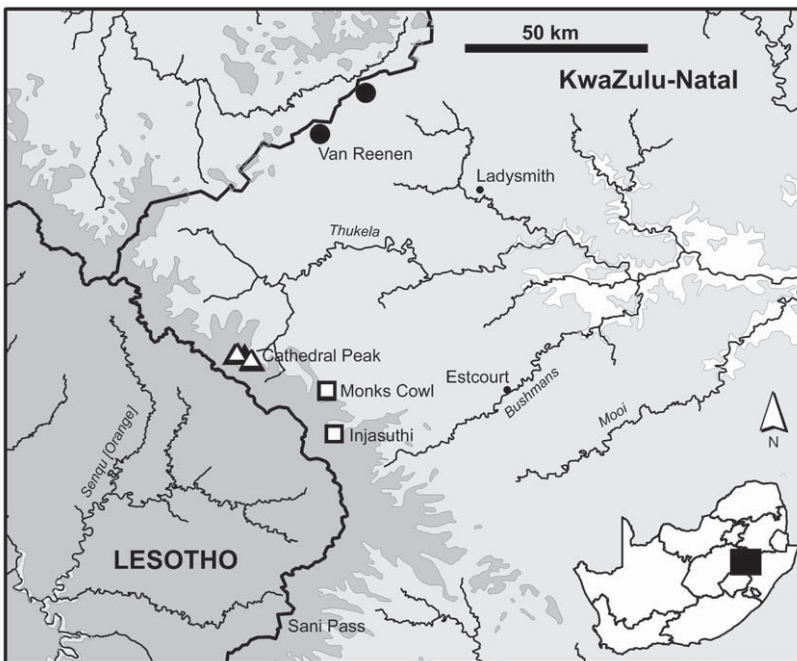 50 km
KwaZulu-Natal
Van Reenen
Ladysmith
Thukela
Cathedral Peak
Monks Cowl
Estcourt
Bushmans
Mooi
Injasuthi
N
Senqu [Orange]
LESOTHO
Sani Pass